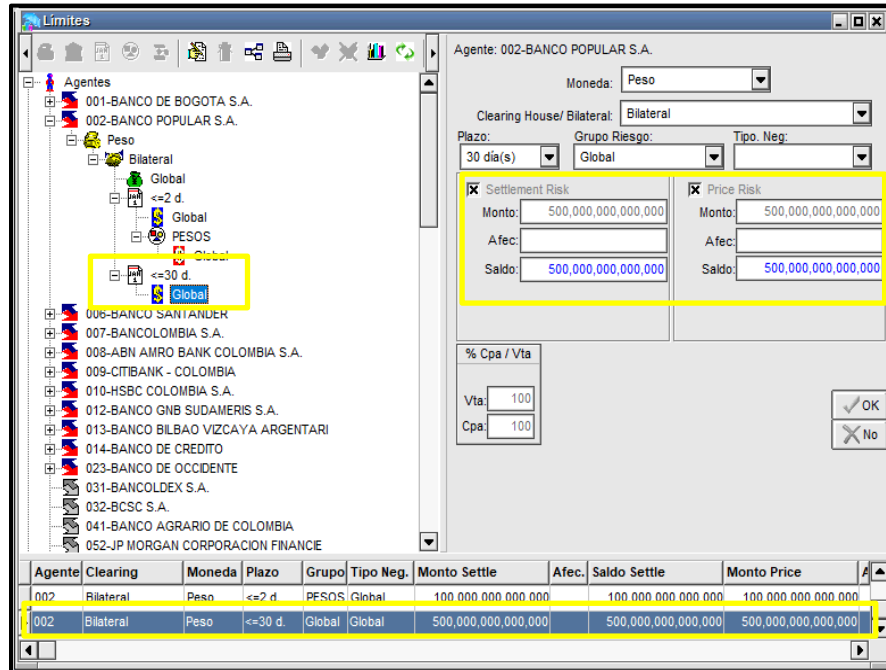 Límites
Agentes
001-BANCO DE BOGOTA S.A.
002-BANCO POPULAR S.A.
Peso
Bilateral
Global
<=2 d.
Global
PESOS
Global
<=30 d.
Global
006-BANCO SANTANDER
007-BANCOLOMBIA S.A.
008-ABN AMRO BANK COLOMBIA S.A.
009-CITIBANK - COLOMBIA
010-HSBC COLOMBIA S.A.
012-BANCO GNB SUDAMERIS S.A.
013-BANCO BILBAO VIZCAYA ARGENTARI
014-BANCO DE CREDITO
023-BANCO DE OCCIDENTE
031-BANCOLDEX S.A.
032-BCSC S.A.
041-BANCO AGRARIO DE COLOMBIA
052-JP MORGAN CORPORACION FINANCIE
Agente: 002-BANCO POPULAR S.A.
Moneda: Peso
Clearing House/ Bilateral: Bilateral
Plazo: Grupo Riesgo: Tipo. Neg:
30 día(s) Global
Settlement Risk Price Risk
Monto: 500,000,000,000,000 Monto: 500,000,000,000,000
Afec: Afec:
Saldo: 500,000,000,000,000 Saldo: 500,000,000,000,000
% Cpa / Vta
Vta: 100
Cpa: 100
OK
No
Agente Clearing Moneda Plazo Grupo Tipo Neg. Monto Settle Afec. Saldo Settle Monto Price A
002 Bilateral Peso <=2 d. PESOS Global 100,000,000,000,000 100,000,000,000,000 100,000,000,000,000
002 Bilateral Peso <=30 d. Global Global 500,000,000,000,000 500,000,000,000,000 500,000,000,000,000